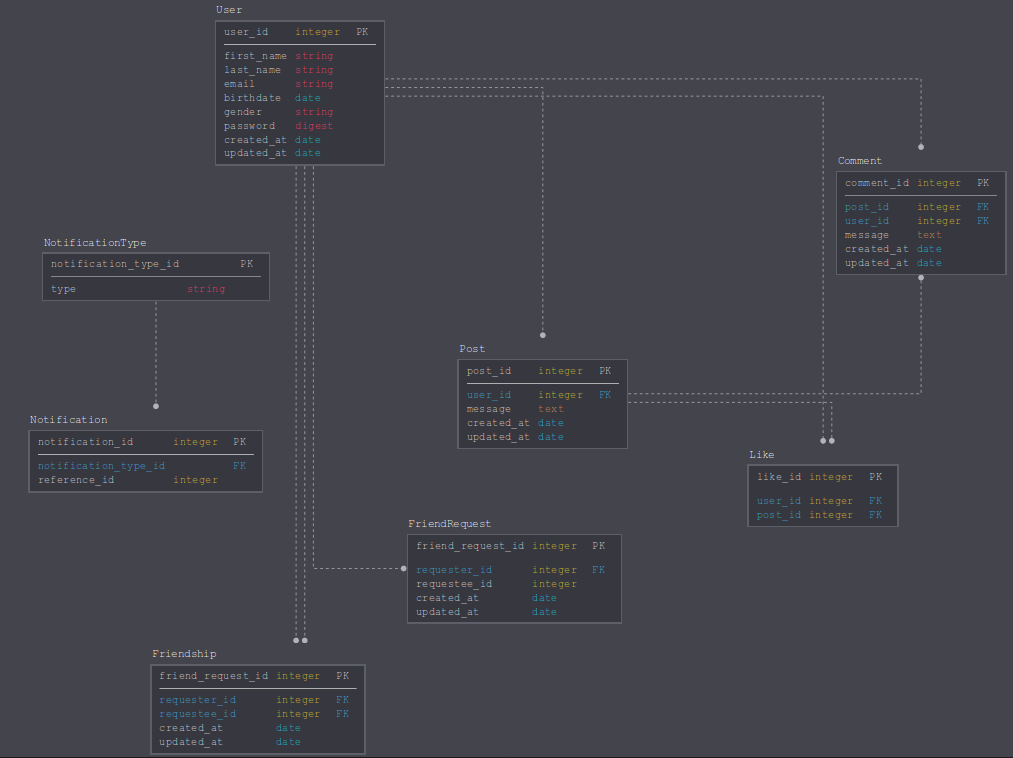 User
user_id integer PK
first_name string
last_name string
email string
birthdate date
gender string
password digest
created_at date
updated_at date
Comment
comment_id integer PK
post_id integer FK
user_id integer FK
message text
created_at date
updated_at date
NotificationType
notification_type_id PK
type string
Post
post_id integer PK
user_id integer FK
message text
created_at date
updated_at date
Notification
notification_id integer PK
notification_type_id FK
reference_id integer
Like
like_id integer PK
user_id integer FK
post_id integer FK
FriendRequest
friend_request_id integer PK
requester_id integer FK
requestee_id integer
created_at date
updated_at date
Friendship
friend_request_id integer PK
requester_id integer FK
requestee_id integer FK
created_at date
updated_at date